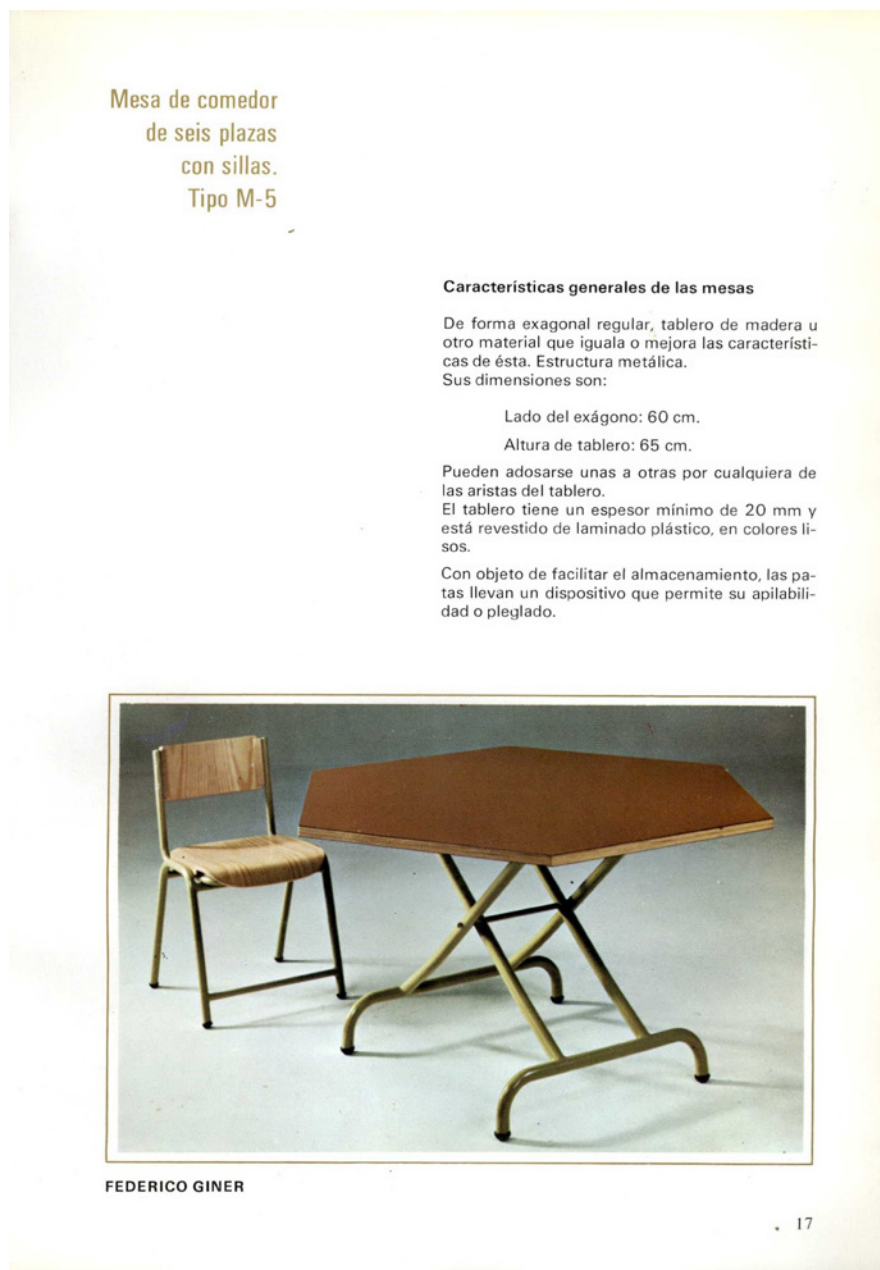 Mesa de comedor
de seis plazas
con sillas.
Tipo M-5
Características generales de las mesas
De forma exagonal regular, tablero de madera u
otro material que iguala o mejora las característi-
cas de ésta. Estructura metálica.
Sus dimensiones son:
Lado del exágono: 60 cm.
Altura de tablero: 65 cm.
Pueden adosarse unas a otras por cualquiera de
las aristas del tablero.
El tablero tiene un espesor mínimo de 20 mm y
está revestido de laminado plástico, en colores li-
sos.
Con objeto de facilitar el almacenamiento, las pa-
tas llevan un dispositivo que permite su apilabili-
dad o pleglado.
FEDERICO GINER
17